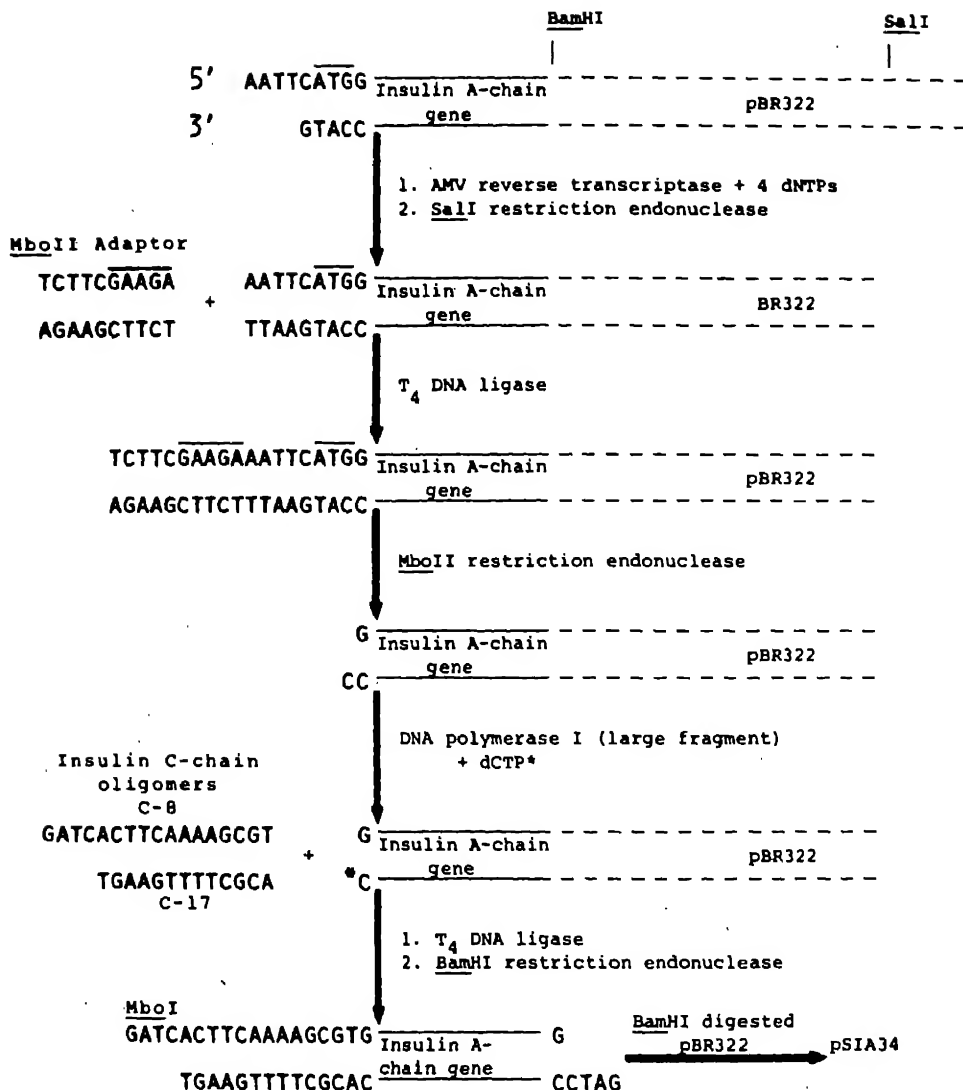 BamHI SalI
5' AATTCATGG Insulin A-chain gene pBR322
3' GTACC
1. AMV reverse transcriptase + 4 dNTPs
2. SalI restriction endonuclease
MboII Adaptor
TCTTCGAAGA + AATTCATGG Insulin A-chain gene BR322
AGAAGCTTCT TTAAGTACC
T4 DNA ligase
TCTTCGAAGAAATTCATGG Insulin A-chain gene pBR322
AGAAGCTTCTTTAAGTACC
MboII restriction endonuclease
G Insulin A-chain gene pBR322
CC
DNA polymerase I (large fragment)
+ dCTP*
Insulin C-chain
oligomers
C-8
GATCACTTCAAAAGCGT + G Insulin A-chain gene pBR322
TGAAGTTTTCGCA *C
C-17
1. T4 DNA ligase
2. BamHI restriction endonuclease
MboI
GATCACTTCAAAAGCGTG Insulin A-chain gene G BamHI digested pBR322 pSIA34
TGAAGTTTTCGCAC CCTAG